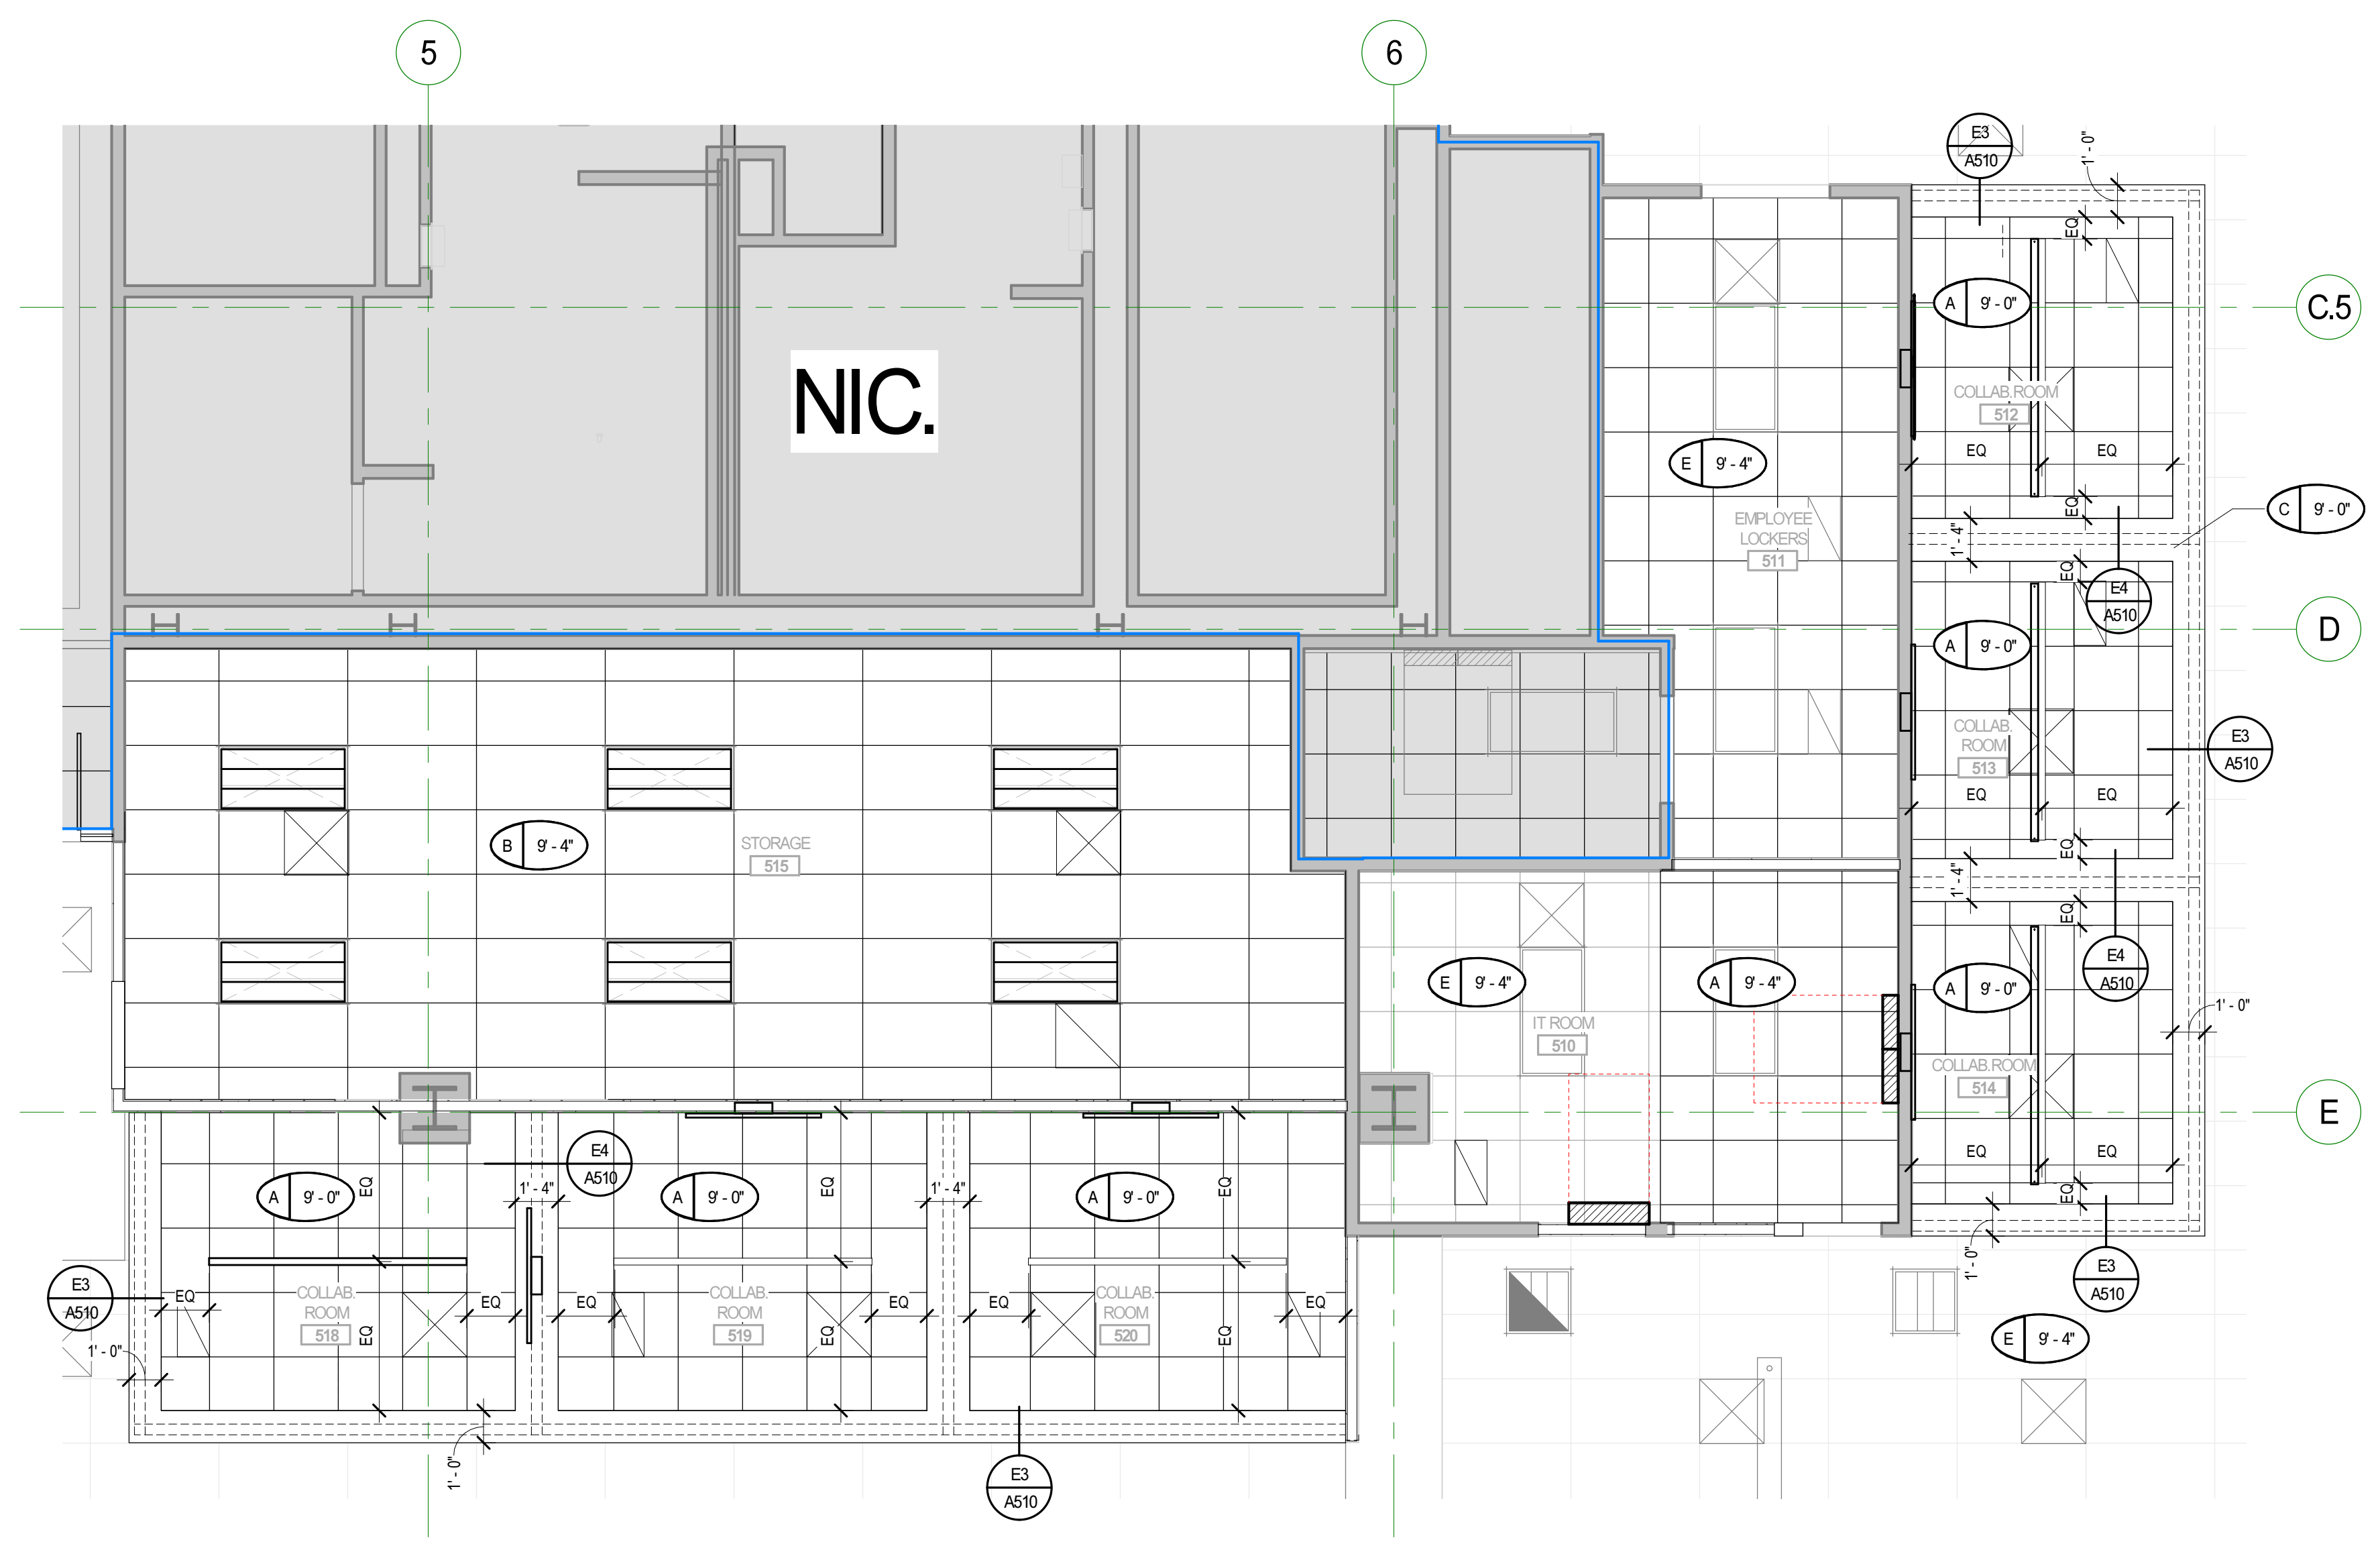 5
6
E3
A510
1' - 0"
EQ
A 9' - 0"
C.5
NIC.
COLLAB.ROOM
512
EQ
EQ
E 9' - 4"
EQ
C 9' - 0"
EMPLOYEE
LOCKERS
511
1' - 4"
EQ
E4
A510
D
A 9' - 0"
COLLAB.
ROOM
513
E3
A510
EQ
EQ
B 9' - 4"
STORAGE
515
EQ
1' - 4"
EQ
E4
A510
E 9' - 4"
A 9' - 4"
A 9' - 0"
1' - 0"
IT ROOM
510
COLLAB.ROOM
514
E
E4
A510
EQ
EQ
A 9' - 0"
EQ
1' - 4"
A 9' - 0"
EQ
1' - 4"
A 9' - 0"
EQ
EQ
1' - 0"
E3
A510
E3
A510
EQ
COLLAB.
ROOM
518
EQ
EQ
EQ
COLLAB.
ROOM
519
EQ
EQ
EQ
COLLAB.
ROOM
520
EQ
EQ
E 9' - 4"
1' - 0"
1' - 0"
E3
A510